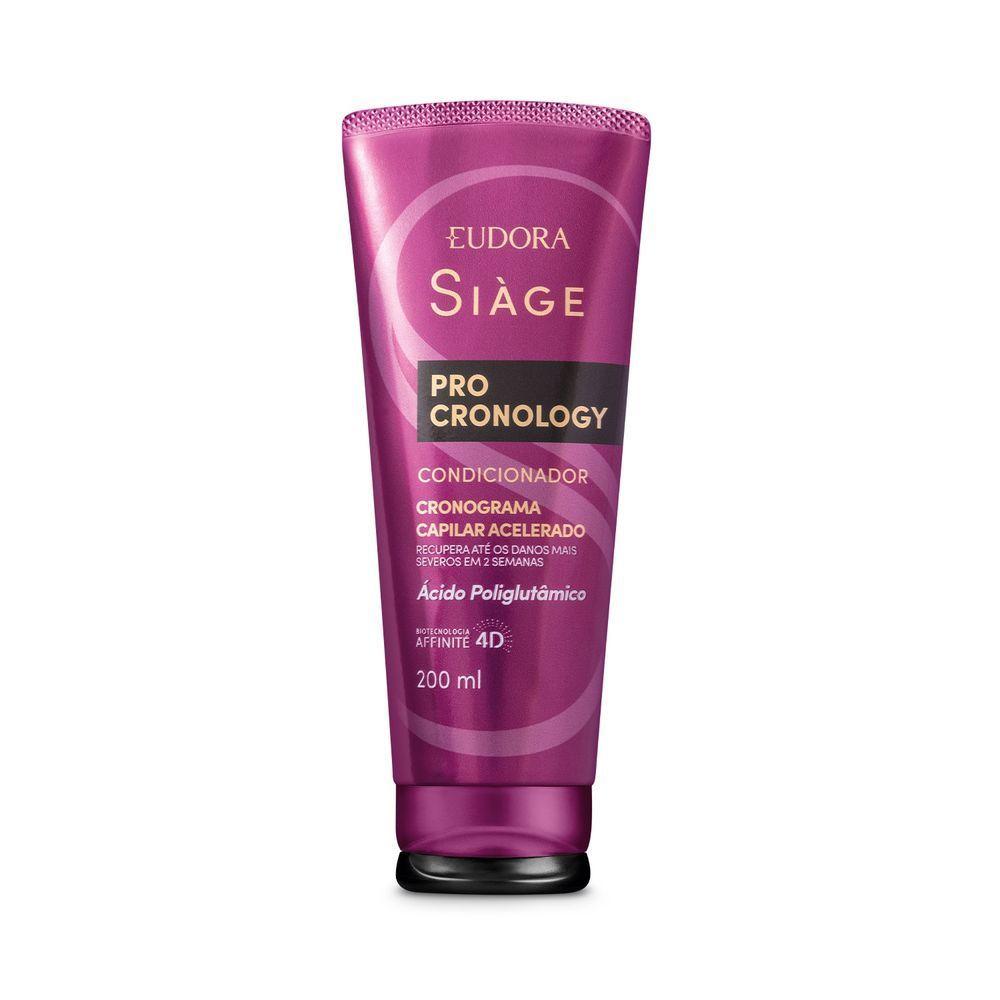 EUDORA
SIÀGE
PRO
CRONOLOGY
CONDICIONADOR
CRONOGRAMA
CAPILAR ACELERADO
RECUPERA ATÉ OS DANOS MAIS
SEVEROS EM 2 SEMANAS
Ácido Poliglutâmico
BIOTECNOLOGIA
AFFINITÉ 4D
200 ml